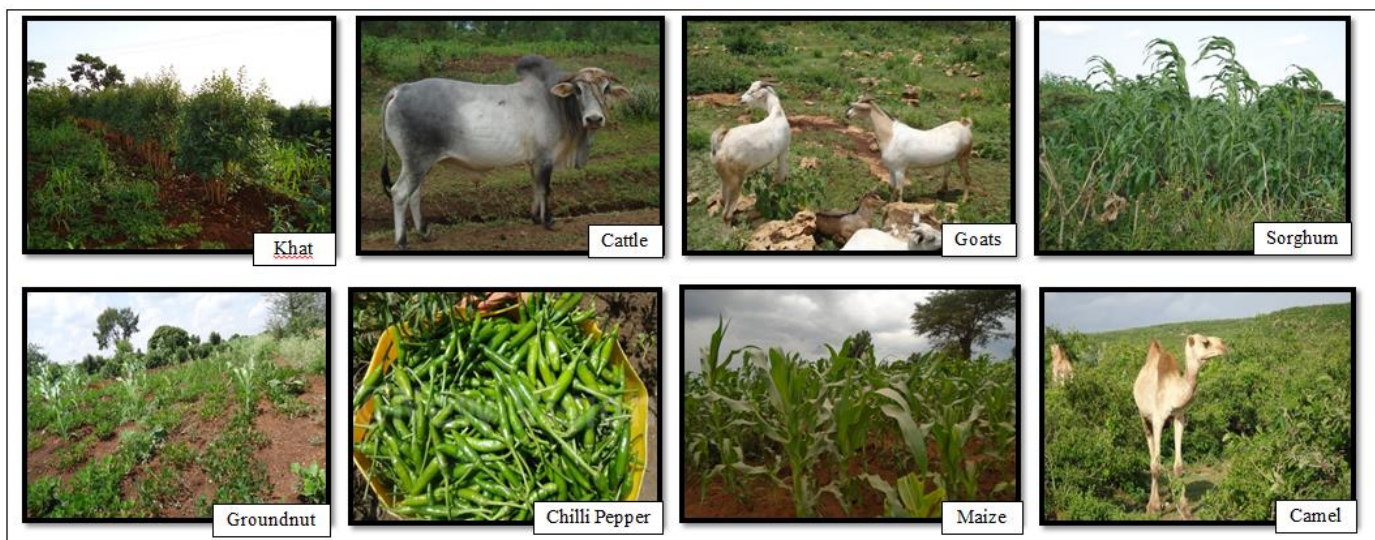 Khat
Cattle
Goats
Sorghum
Groundnut
Chilli Pepper
Maize
Camel